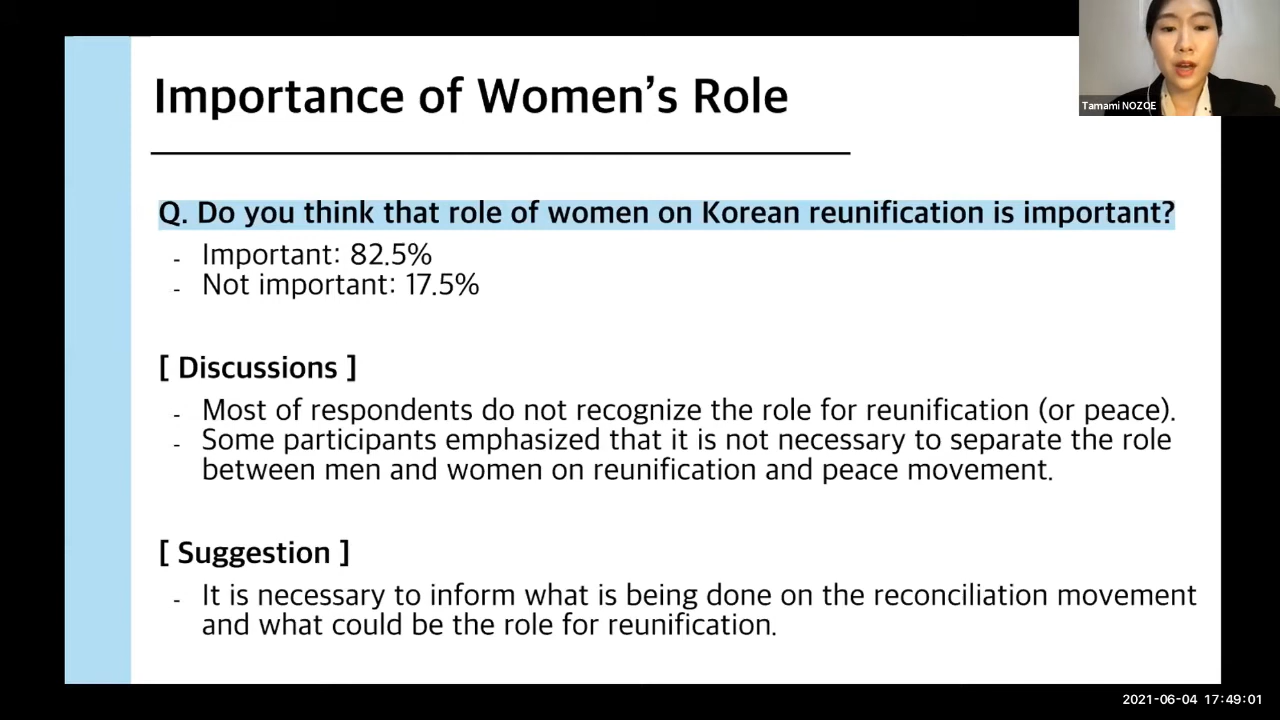 Importance of Women's Role
Tamami NOZOE
Q. Do you think that role of women on Korean reunification is important?
- Important: 82.5%
- Not important: 17.5%
[ Discussions ]
- Most of respondents do not recognize the role for reunification (or peace).
- Some participants emphasized that it is not necessary to separate the role
between men and women on reunification and peace movement.
[ Suggestion ]
- It is necessary to inform what is being done on the reconciliation movement
and what could be the role for reunification.
2021-06-04 17:49:01